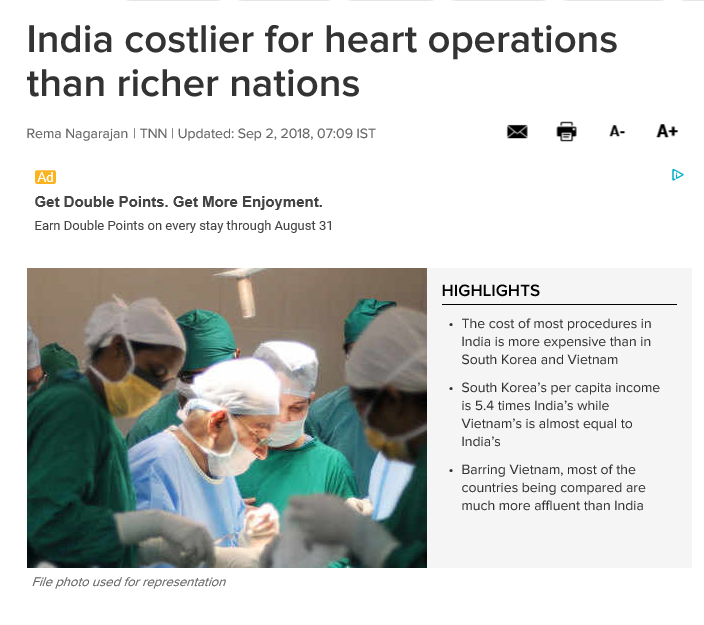 India costlier for heart operations
than richer nations
Rema Nagarajan | TNN | Updated: Sep 2, 2018, 07:09 IST
A- A+
Ad
Get Double Points. Get More Enjoyment.
Earn Double Points on every stay through August 31
HIGHLIGHTS
• The cost of most procedures in
India is more expensive than in
South Korea and Vietnam
• South Korea's per capita income
is 5.4 times India's while
Vietnam's is almost equal to
India's
• Barring Vietnam, most of the
countries being compared are
much more affluent than India
File photo used for representation